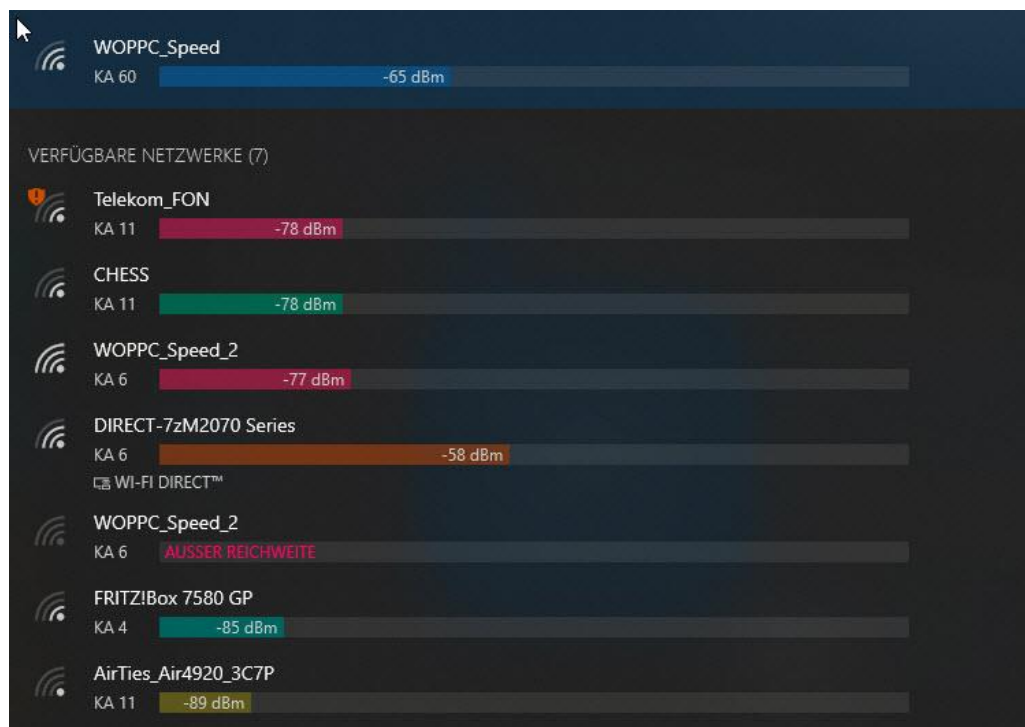 WOPPC_Speed
KA 60 -65 dBm
VERFÜGBARE NETZWERKE (7)
Telekom_FON
KA 11 -78 dBm
CHESS
KA 11 -78 dBm
WOPPC_Speed_2
KA 6 -77 dBm
DIRECT-7zM2070 Series
KA 6 -58 dBm
WI-FI DIRECT™
WOPPC_Speed_2
KA 6 AUSSER REICHWEITE
FRITZ!Box 7580 GP
KA 4 -85 dBm
AirTies_Air4920_3C7P
KA 11 -89 dBm